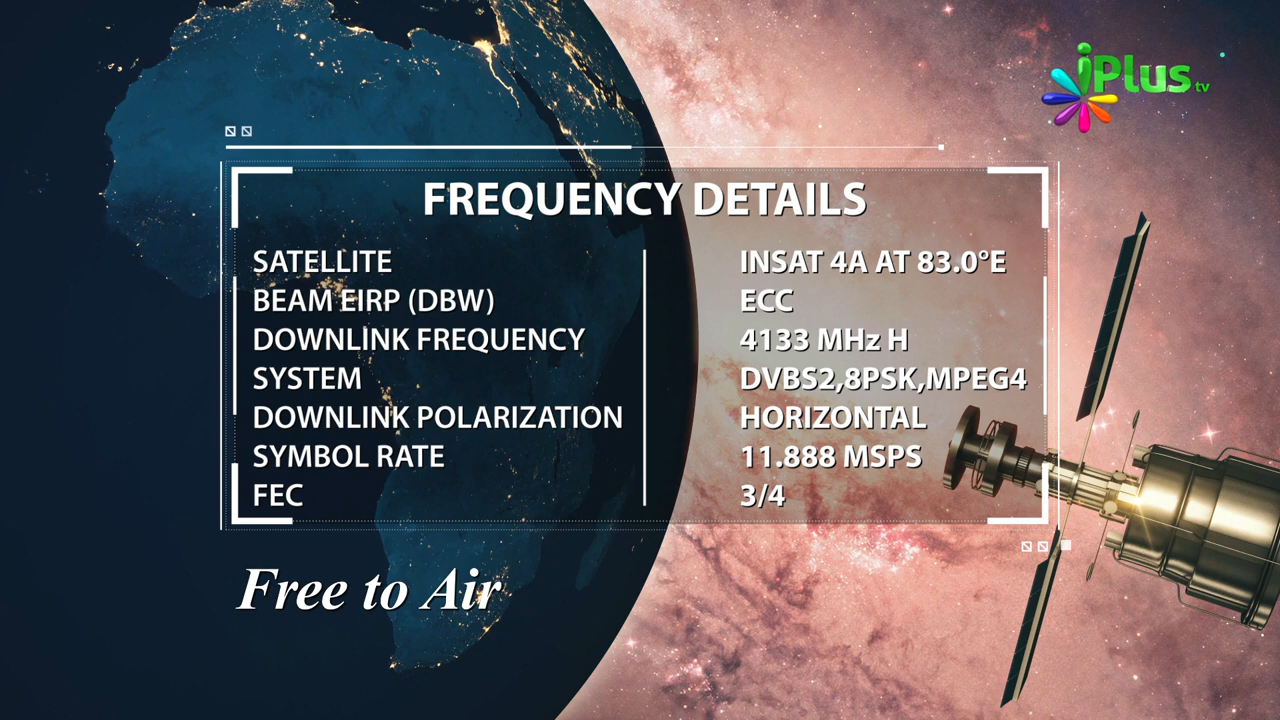 iPlus tv
FREQUENCY DETAILS
SATELLITE INSAT 4A AT 83.0°E
BEAM EIRP (DBW) ECC
DOWNLINK FREQUENCY 4133 MHz H
SYSTEM DVBS2,8PSK,MPEG4
DOWNLINK POLARIZATION HORIZONTAL
SYMBOL RATE 11.888 MSPS
FEC 3/4
Free to Air